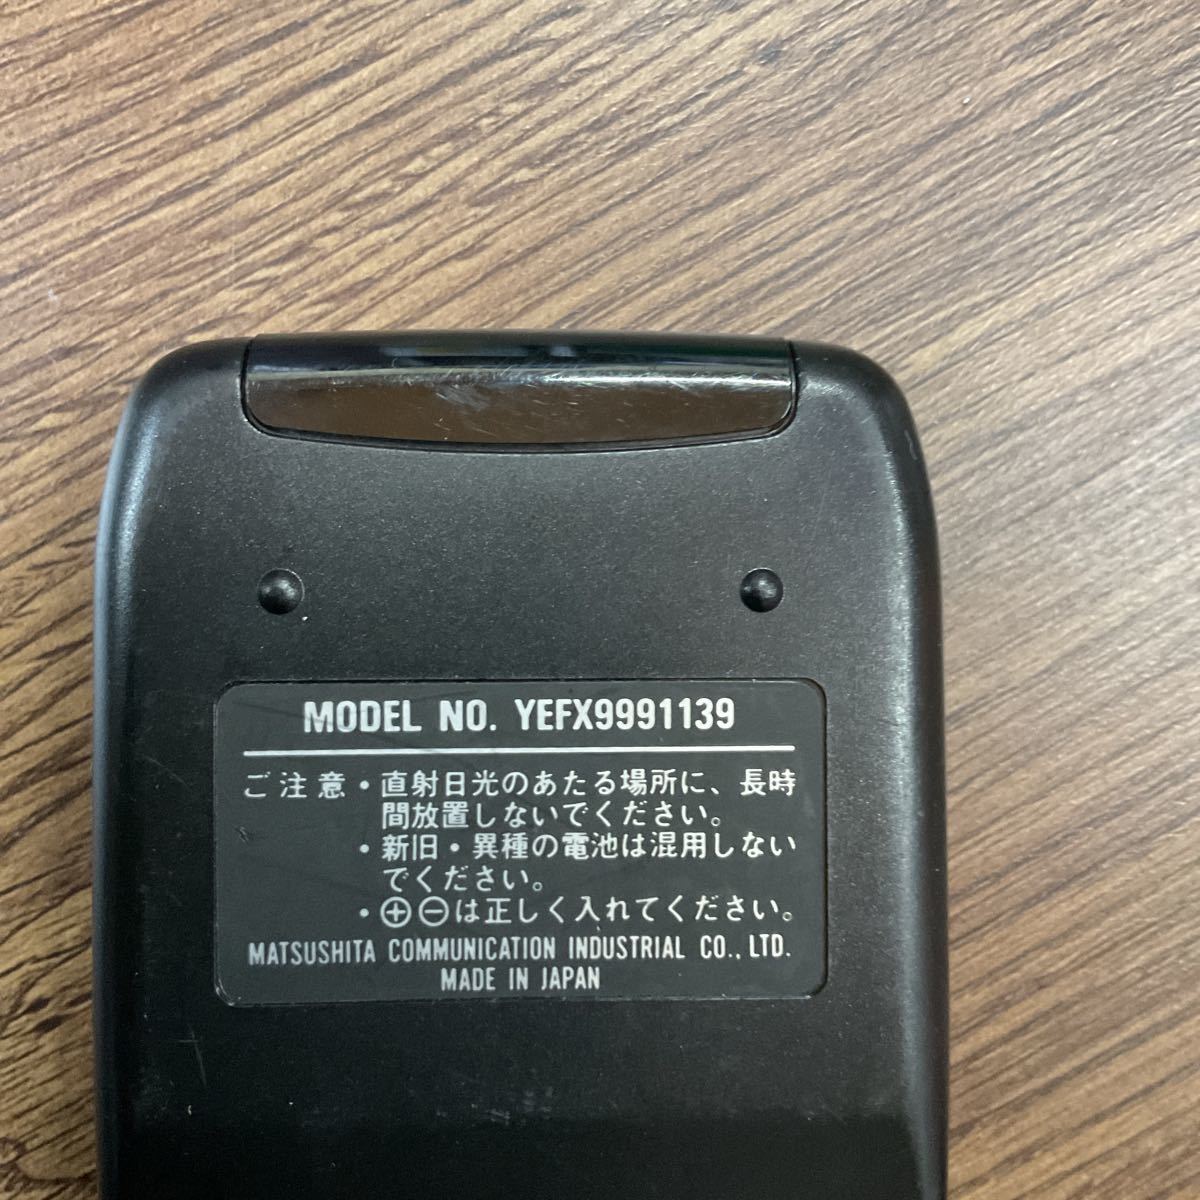 MODEL NO. YEFX9991139
ご注意・直射日光のあたる場所に、長時
間放置しないでください。
・新旧・異種の電池は混用しない
でください。
・⊕⊖は正しく入れてください。
MATSUSHITA COMMUNICATION INDUSTRIAL CO., LTD.
MADE IN JAPAN